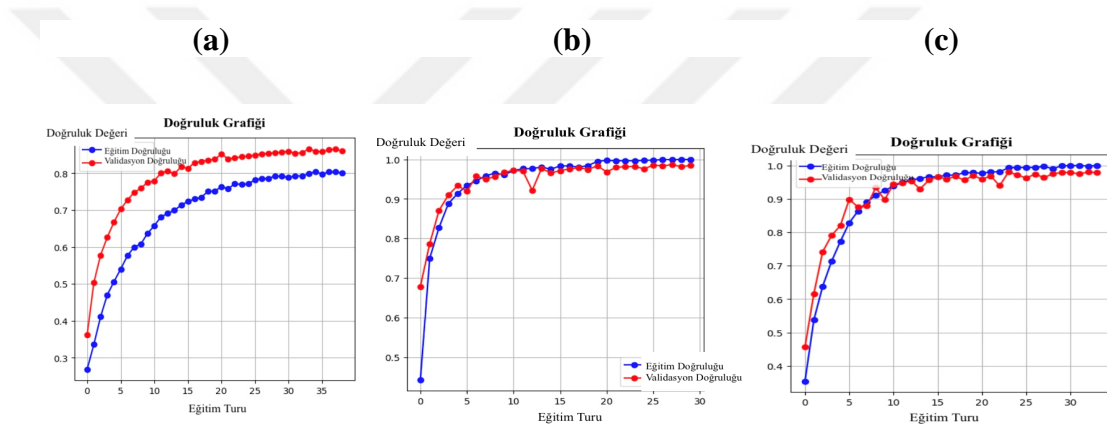 (a)
(b)
(c)
Doğruluk Grafiği
Doğruluk Değeri
Eğitim Doğruluğu
Validasyon Doğruluğu
0.8
0.7
0.6
0.5
0.4
0.3
0 5 10 15 20 25 30 35
Eğitim Turu
Doğruluk Grafiği
Doğruluk Değeri
1.0
0.9
0.8
0.7
0.6
0.5
Eğitim Doğruluğu
Validasyon Doğruluğu
0 5 10 15 20 25 30
Eğitim Turu
Doğruluk Grafiği
Doğruluk Değeri
1.0
Eğitim Doğruluğu
Validasyon Doğruluğu
0.9
0.8
0.7
0.6
0.5
0.4
0 5 10 15 20 25 30
Eğitim Turu